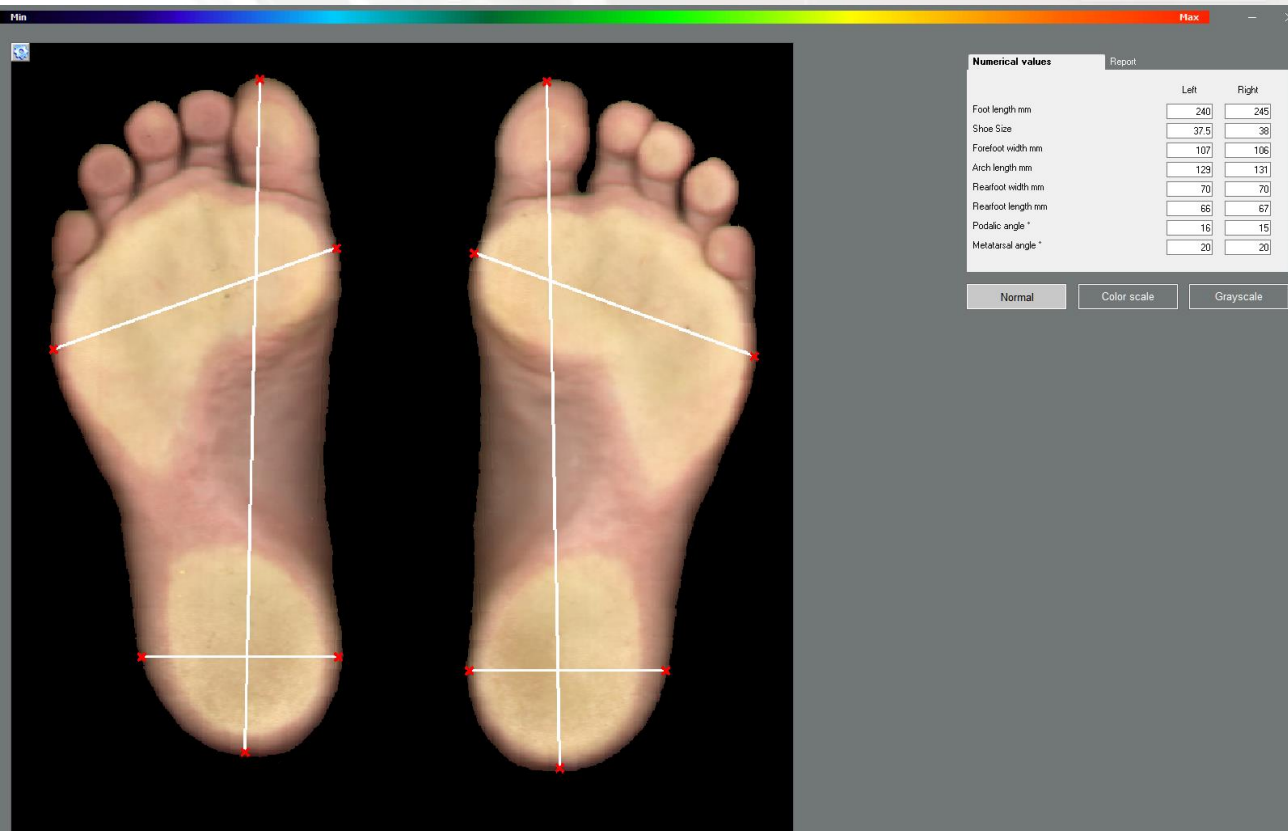 Min Max
Numerical values Report
Left Right
Foot length mm 240 245
Shoe Size 37.5 38
Forefoot width mm 107 106
Arch length mm 129 131
Rearfoot width mm 70 70
Rearfoot length mm 66 67
Podalic angle ° 16 15
Metatarsal angle ° 20 20
Normal Color scale Grayscale